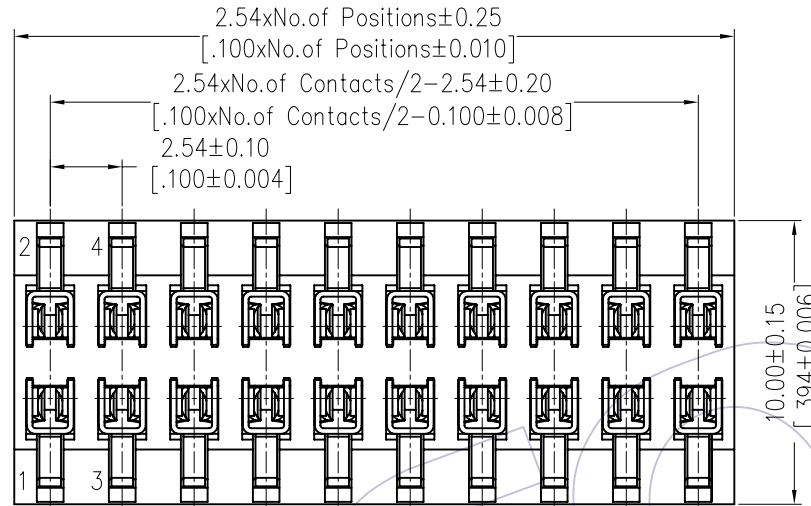 2.54xNo.of Positions±0.25
[.100xNo.of Positions±0.010]
2.54xNo.of Contacts/2-2.54±0.20
[.100xNo.of Contacts/2-0.100±0.008]
2.54±0.10
[.100±0.004]
2 4
1 3
10.00±0.15
[.394±0.006]